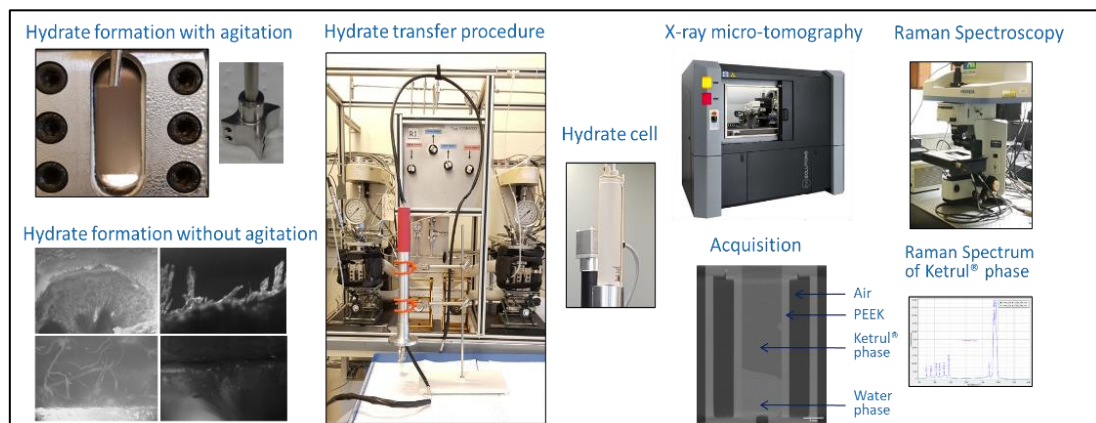 Hydrate formation with agitation
Hydrate transfer procedure
X-ray micro-tomography
Raman Spectroscopy
Hydrate cell
Hydrate formation without agitation
Acquisition
Air
PEEK
Ketrul® phase
Water phase
Raman Spectrum
of Ketrul® phase